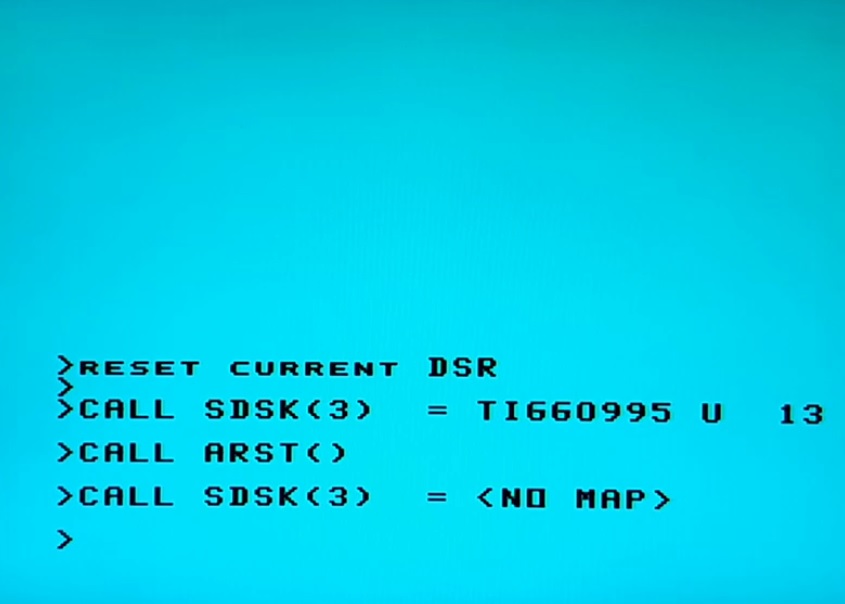 >RESET CURRENT DSR
>
>CALL SDSK(3) = TI660995 U 13
>CALL ARST()
>CALL SDSK(3) = <NO MAP>
>